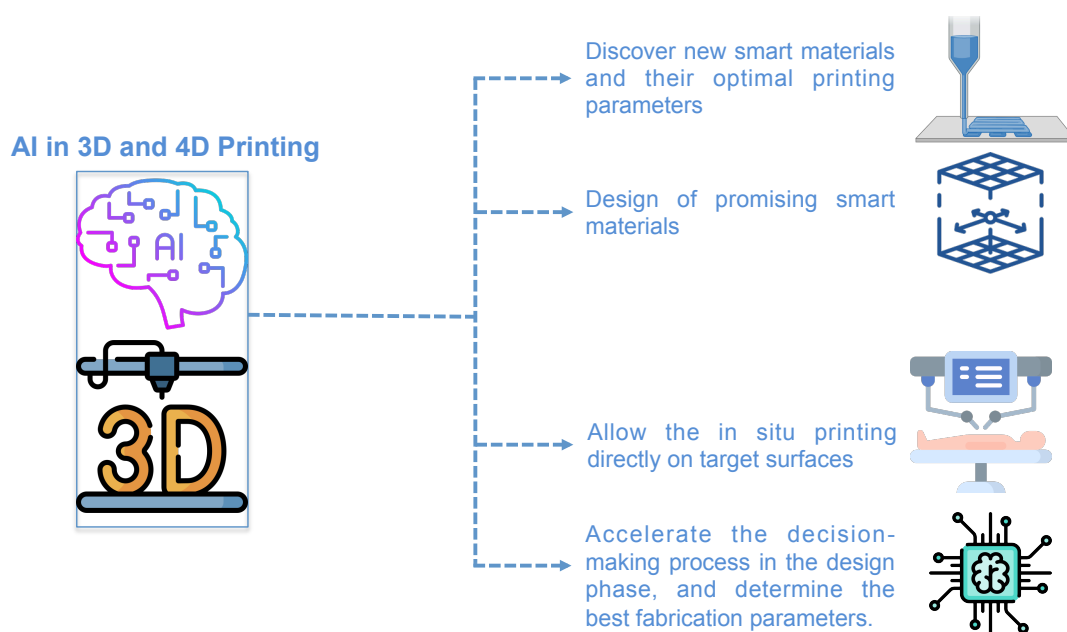 AI in 3D and 4D Printing
AI
3D
Discover new smart materials
and their optimal printing
parameters
Design of promising smart
materials
Allow the in situ printing
directly on target surfaces
Accelerate the decision-
making process in the design
phase, and determine the
best fabrication parameters.